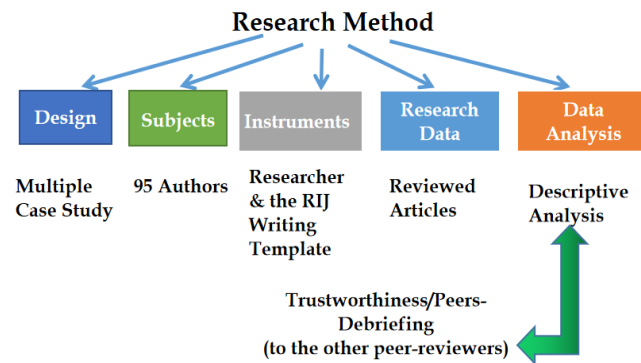 Research Method
Design
Subjects
Instruments
Research
Data
Data
Analysis
Multiple
Case Study
95 Authors
Researcher
& the RIJ
Writing
Template
Reviewed
Articles
Descriptive
Analysis
Trustworthiness/Peers-
Debriefing
(to the other peer-reviewers)